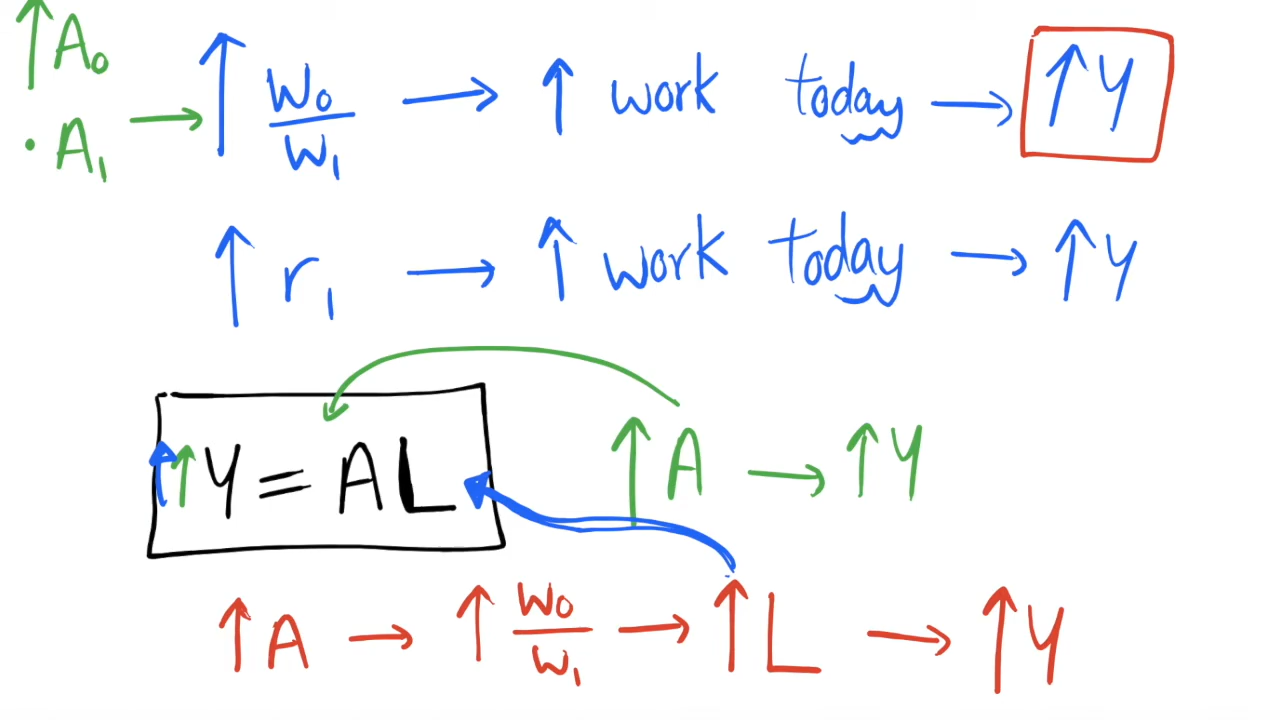 ↑A₀
↑ W₀/W₁ → ↑ work today → ↑Y
· A₁ →
↑ r₁ → ↑ work today → ↑Y
↑↑Y = AL
↑A → ↑Y
↑A → ↑ W₀/W₁ → ↑L → ↑Y